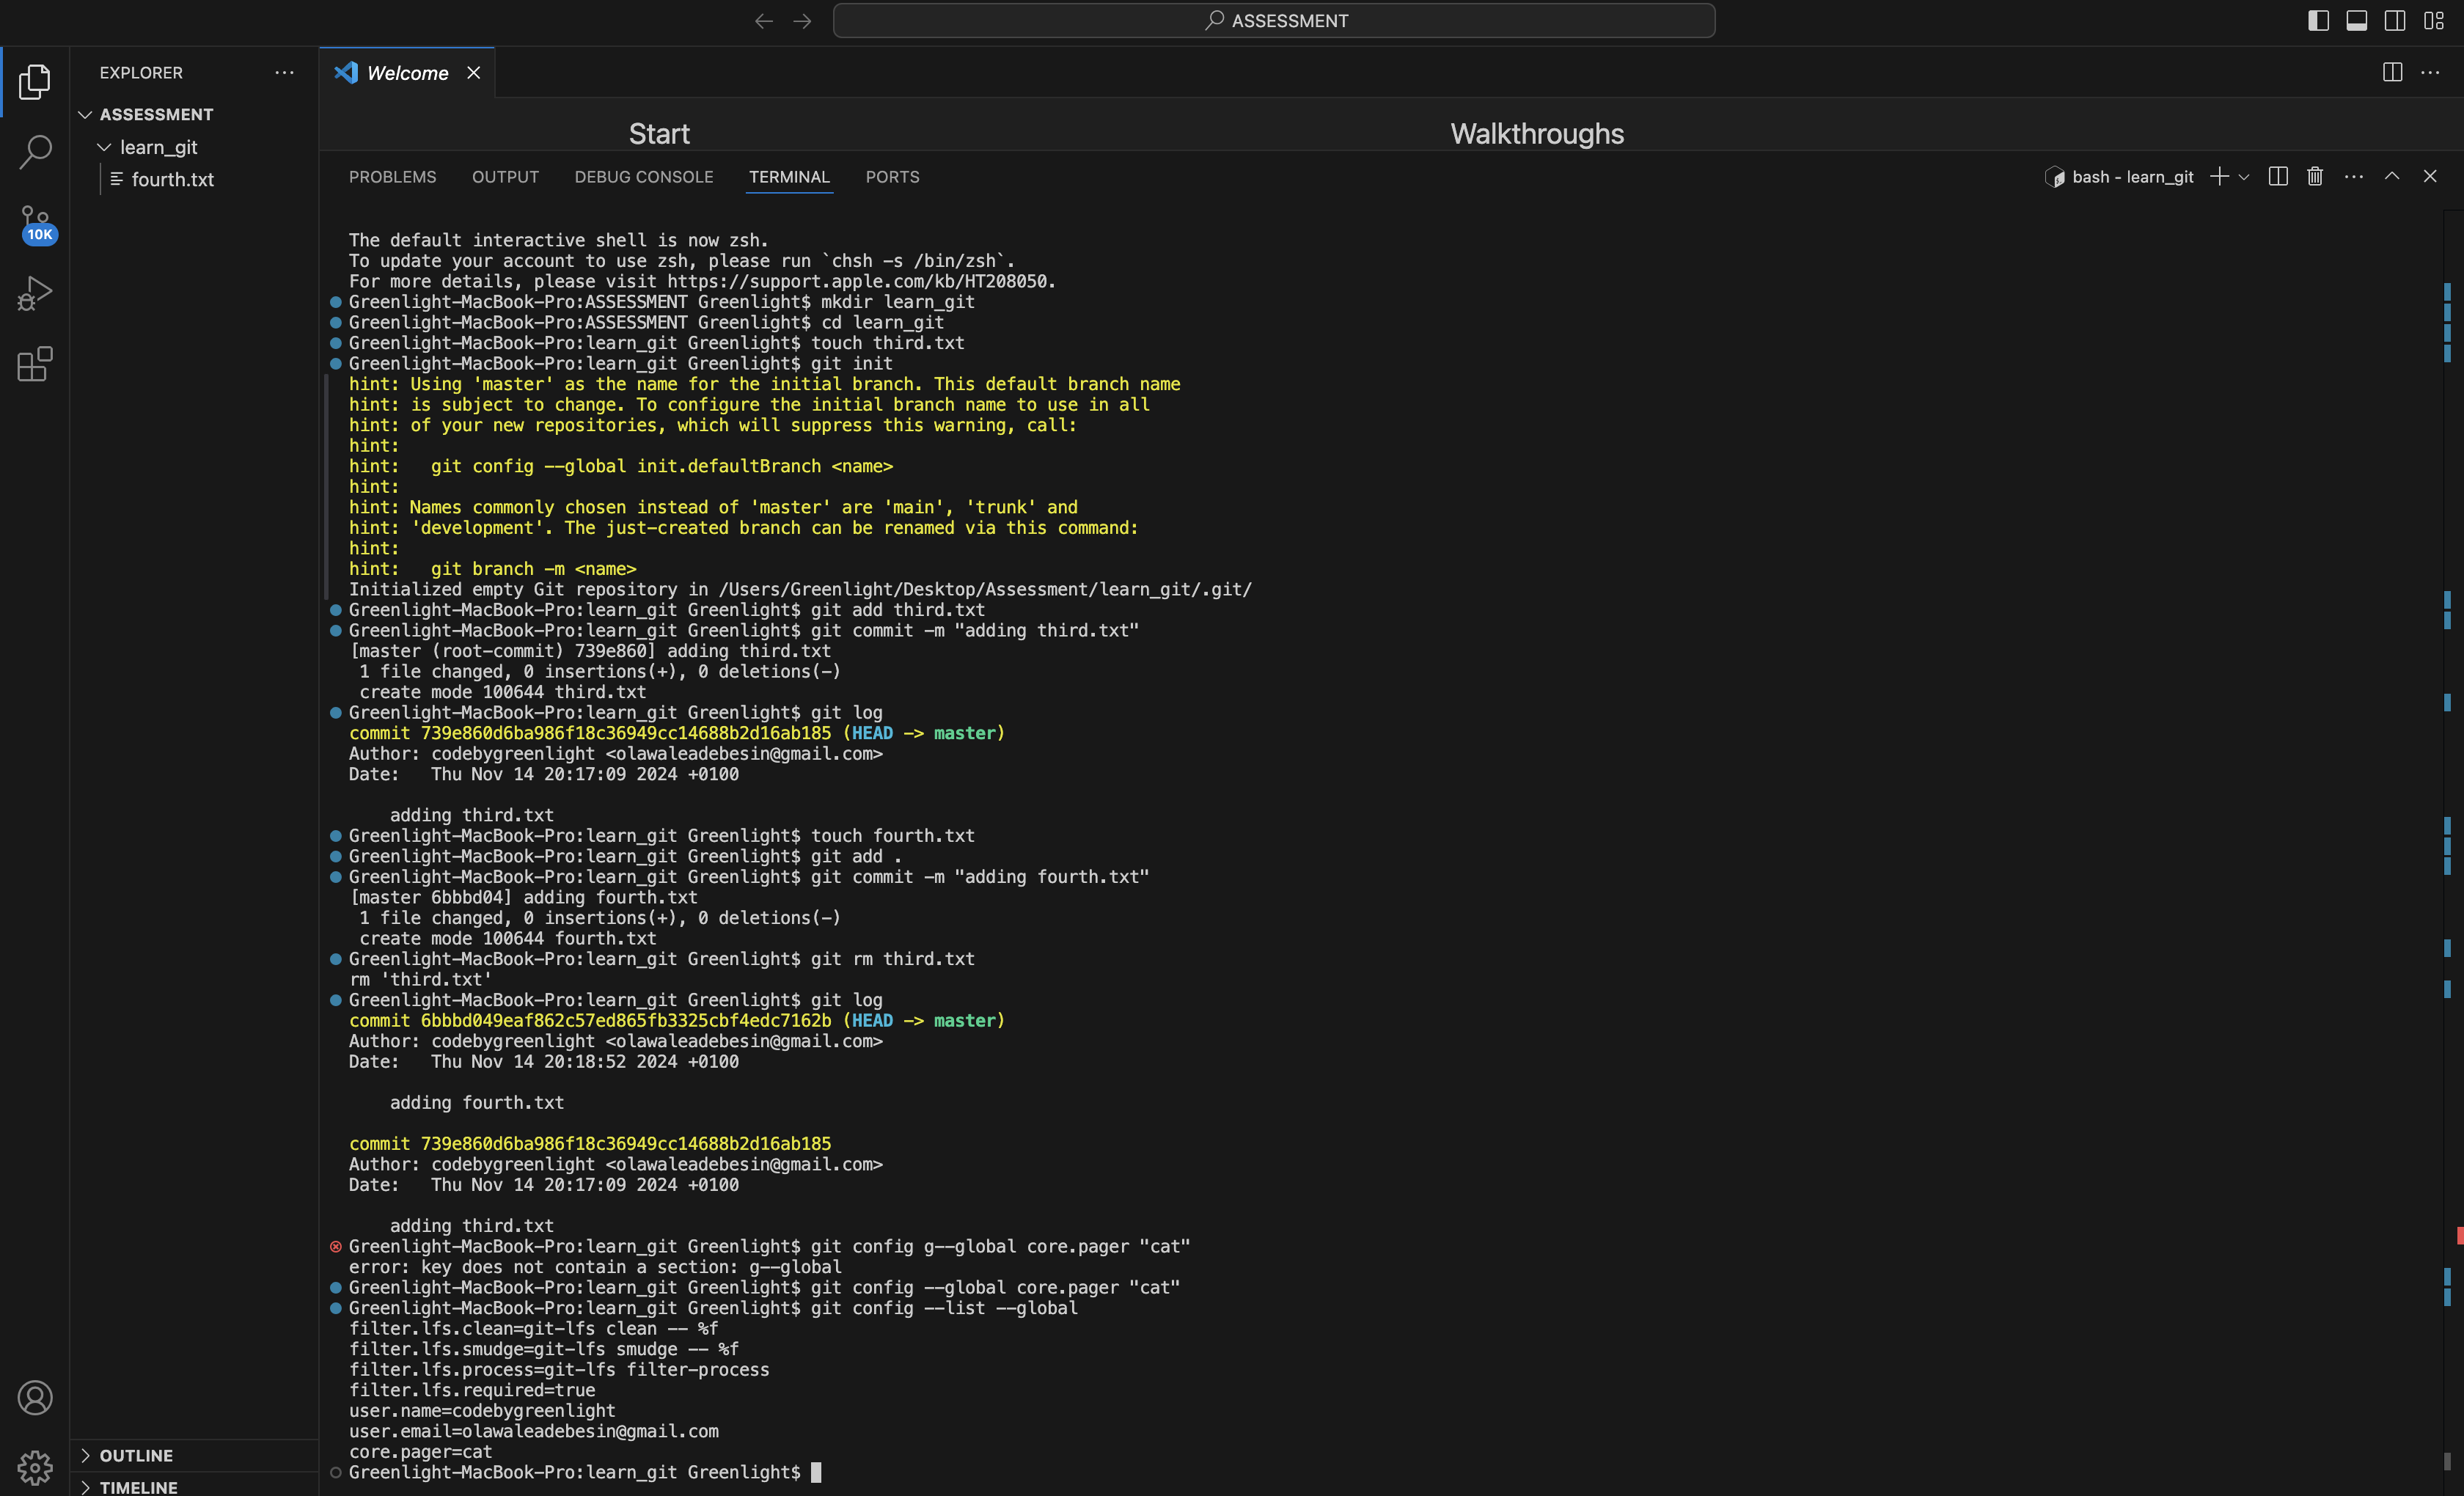 ASSESSMENT
EXPLORER
ASSESSMENT
learn_git
fourth.txt
10K
OUTLINE
TIMELINE
Welcome
Start
Walkthroughs
PROBLEMS OUTPUT DEBUG CONSOLE TERMINAL PORTS
bash - learn_git
The default interactive shell is now zsh.
To update your account to use zsh, please run `chsh -s /bin/zsh`.
For more details, please visit https://support.apple.com/kb/HT208050.
Greenlight-MacBook-Pro:ASSESSMENT Greenlight$ mkdir learn_git
Greenlight-MacBook-Pro:ASSESSMENT Greenlight$ cd learn_git
Greenlight-MacBook-Pro:learn_git Greenlight$ touch third.txt
Greenlight-MacBook-Pro:learn_git Greenlight$ git init
hint: Using 'master' as the name for the initial branch. This default branch name
hint: is subject to change. To configure the initial branch name to use in all
hint: of your new repositories, which will suppress this warning, call:
hint:
hint:   git config --global init.defaultBranch <name>
hint:
hint: Names commonly chosen instead of 'master' are 'main', 'trunk' and
hint: 'development'. The just-created branch can be renamed via this command:
hint:
hint:   git branch -m <name>
Initialized empty Git repository in /Users/Greenlight/Desktop/Assessment/learn_git/.git/
Greenlight-MacBook-Pro:learn_git Greenlight$ git add third.txt
Greenlight-MacBook-Pro:learn_git Greenlight$ git commit -m "adding third.txt"
[master (root-commit) 739e860] adding third.txt
 1 file changed, 0 insertions(+), 0 deletions(-)
 create mode 100644 third.txt
Greenlight-MacBook-Pro:learn_git Greenlight$ git log
commit 739e860d6ba986f18c36949cc14688b2d16ab185 (HEAD -> master)
Author: codebygreenlight <olawaleadebesin@gmail.com>
Date:   Thu Nov 14 20:17:09 2024 +0100

    adding third.txt
Greenlight-MacBook-Pro:learn_git Greenlight$ touch fourth.txt
Greenlight-MacBook-Pro:learn_git Greenlight$ git add .
Greenlight-MacBook-Pro:learn_git Greenlight$ git commit -m "adding fourth.txt"
[master 6bbbd04] adding fourth.txt
 1 file changed, 0 insertions(+), 0 deletions(-)
 create mode 100644 fourth.txt
Greenlight-MacBook-Pro:learn_git Greenlight$ git rm third.txt
rm 'third.txt'
Greenlight-MacBook-Pro:learn_git Greenlight$ git log
commit 6bbbd049eaf862c57ed865fb3325cbf4edc7162b (HEAD -> master)
Author: codebygreenlight <olawaleadebesin@gmail.com>
Date:   Thu Nov 14 20:18:52 2024 +0100

    adding fourth.txt

commit 739e860d6ba986f18c36949cc14688b2d16ab185
Author: codebygreenlight <olawaleadebesin@gmail.com>
Date:   Thu Nov 14 20:17:09 2024 +0100

    adding third.txt
Greenlight-MacBook-Pro:learn_git Greenlight$ git config g--global core.pager "cat"
error: key does not contain a section: g--global
Greenlight-MacBook-Pro:learn_git Greenlight$ git config --global core.pager "cat"
Greenlight-MacBook-Pro:learn_git Greenlight$ git config --list --global
filter.lfs.clean=git-lfs clean -- %f
filter.lfs.smudge=git-lfs smudge -- %f
filter.lfs.process=git-lfs filter-process
filter.lfs.required=true
user.name=codebygreenlight
user.email=olawaleadebesin@gmail.com
core.pager=cat
Greenlight-MacBook-Pro:learn_git Greenlight$